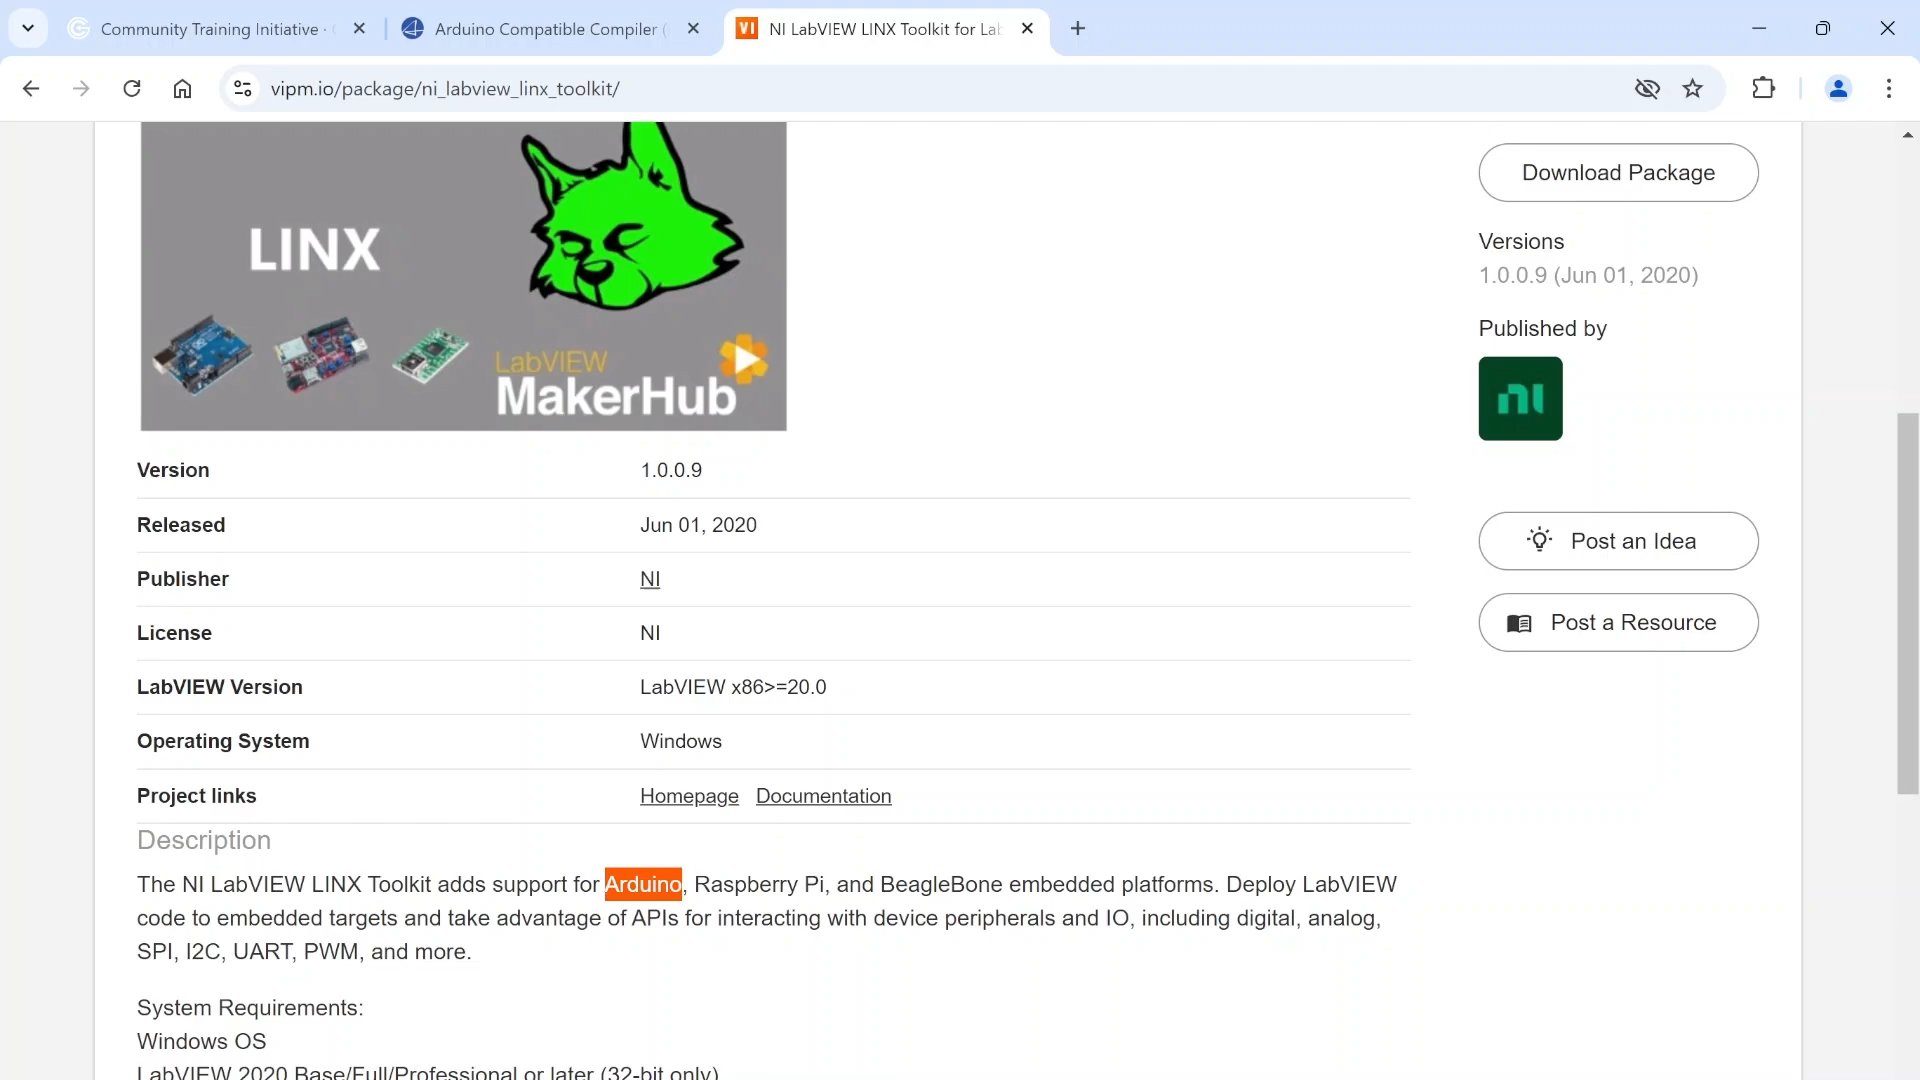 Community Training Initiative ·
Arduino Compatible Compiler
NI LabVIEW LINX Toolkit for Lab
vipm.io/package/ni_labview_linx_toolkit/
LINX
LabVIEW
MakerHub
Download Package
Versions
1.0.0.9 (Jun 01, 2020)
Published by
ni
Post an Idea
Post a Resource
Version 1.0.0.9
Released Jun 01, 2020
Publisher NI
License NI
LabVIEW Version LabVIEW x86>=20.0
Operating System Windows
Project links Homepage Documentation
Description
The NI LabVIEW LINX Toolkit adds support for Arduino, Raspberry Pi, and BeagleBone embedded platforms. Deploy LabVIEW
code to embedded targets and take advantage of APIs for interacting with device peripherals and IO, including digital, analog,
SPI, I2C, UART, PWM, and more.
System Requirements:
Windows OS
LabVIEW 2020 Base/Full/Professional or later (32-bit only)